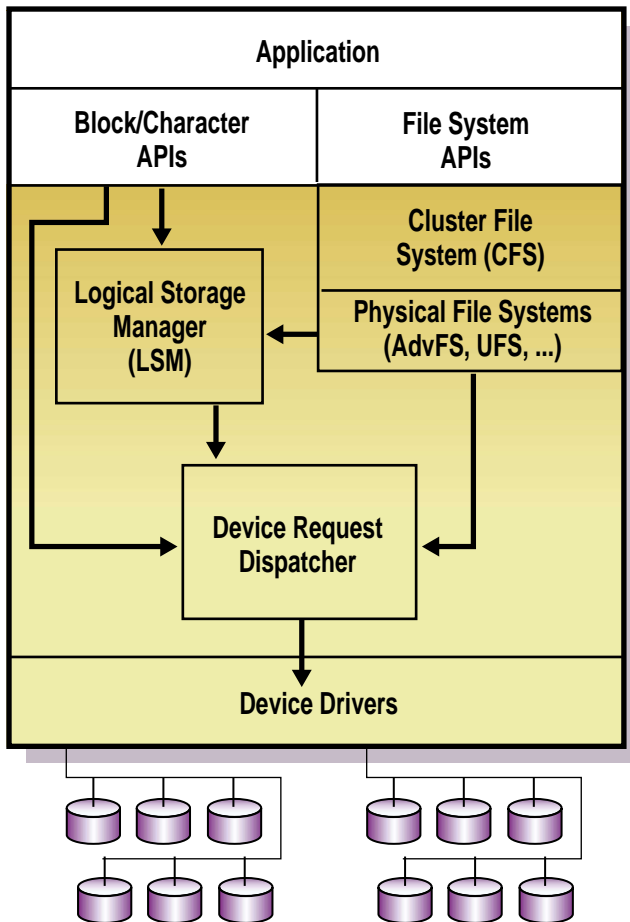 Application
Block/Character
APIs
File System
APIs
Cluster File
System (CFS)
Logical Storage
Manager
(LSM)
Physical File Systems
(AdvFS, UFS, ...)
Device Request
Dispatcher
Device Drivers